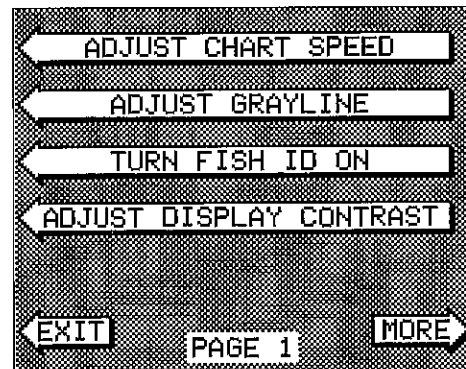 ADJUST CHART SPEED
ADJUST GRAYLINE
TURN FISH ID ON
ADJUST DISPLAY CONTRAST
EXIT
PAGE 1
MORE